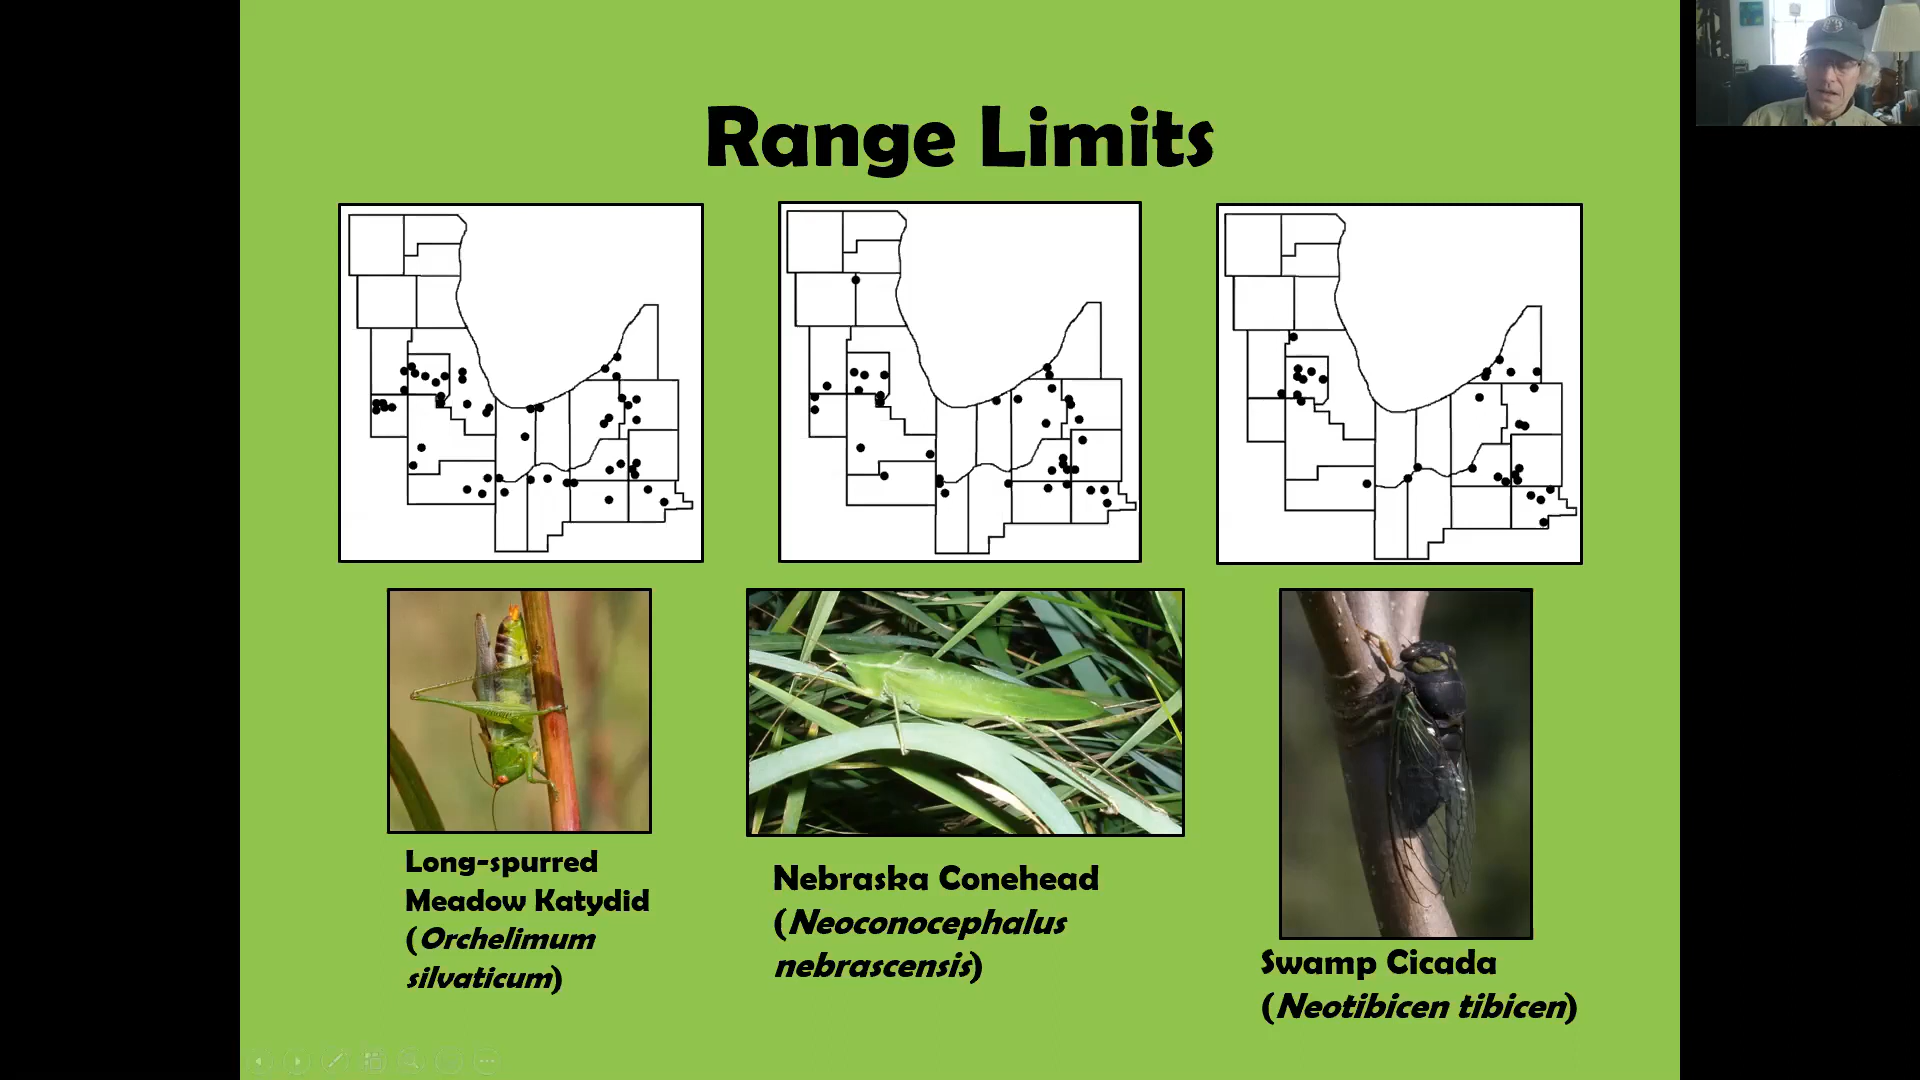 Range Limits
Long-spurred
Meadow Katydid
(Orchelimum
silvaticum)
Nebraska Conehead
(Neoconocephalus
nebrascensis)
Swamp Cicada
(Neotibicen tibicen)